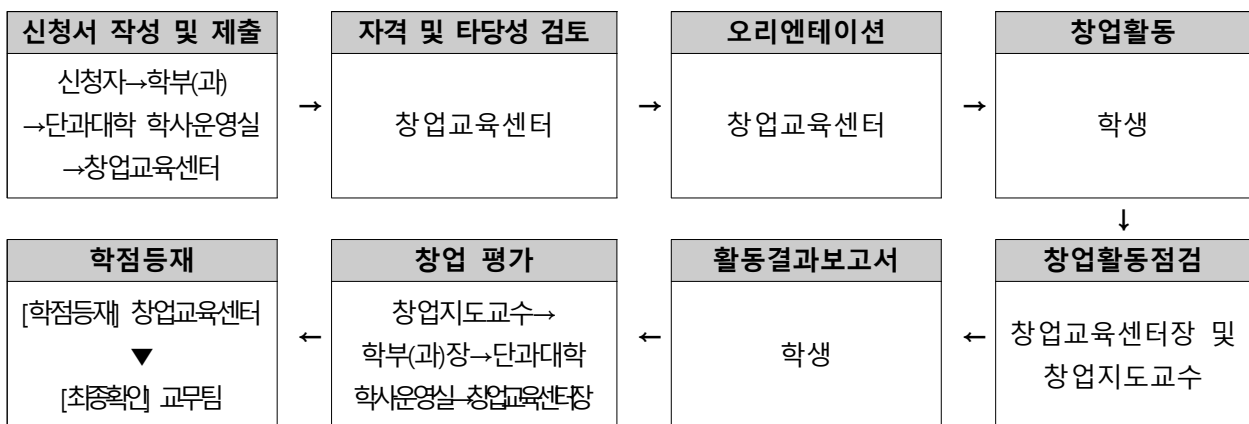 신청서 작성 및 제출
신청자→학부(과)
→단과대학 학사운영실
→창업교육센터
→
자격 및 타당성 검토
창업교육센터
→
오리엔테이션
창업교육센터
→
창업활동
학생
↓
창업활동점검
창업교육센터장 및
창업지도교수
←
활동결과보고서
학생
←
창업 평가
창업지도교수→
학부(과)장→단과대학
학사운영실→창업교육센터장
←
학점등재
[학점등재] 창업교육센터
▼
[최종확인] 교무팀